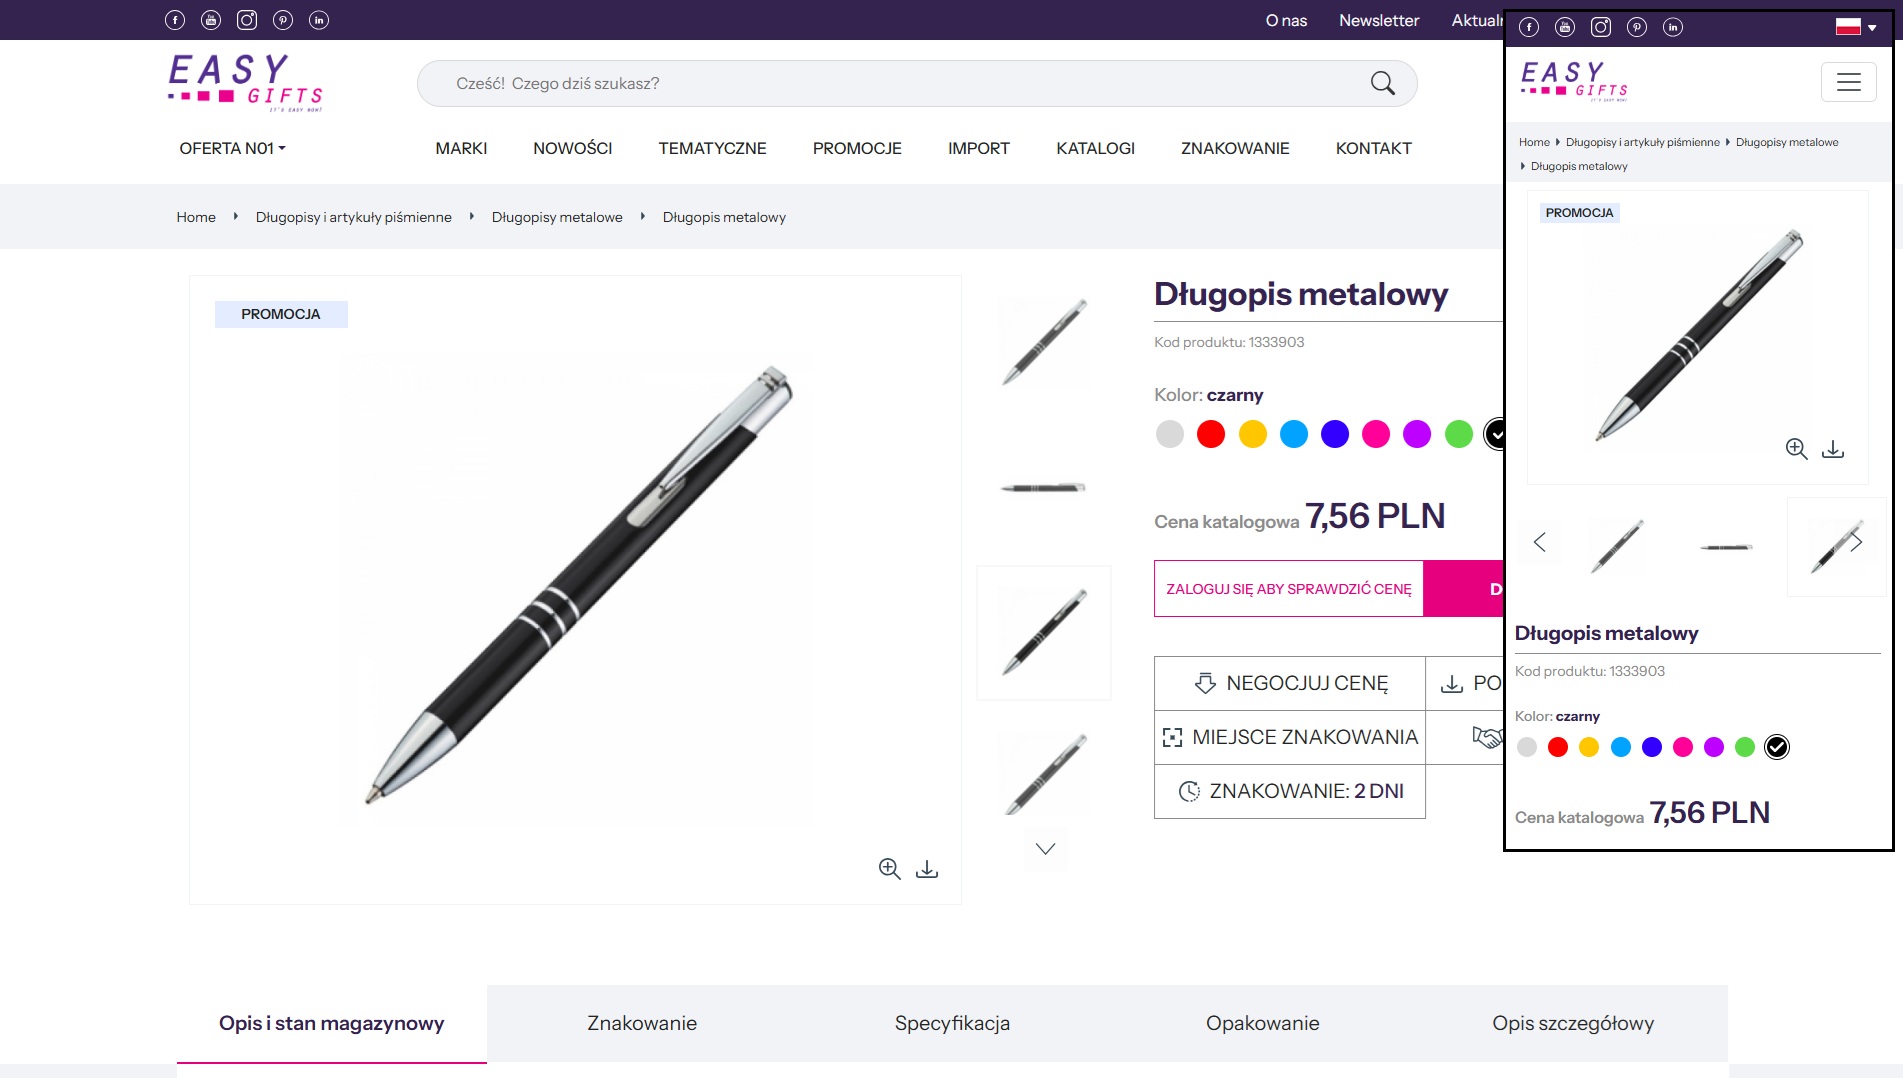 O nas Newsletter Aktualn
EASY
GIFTS
IT'S EASY NOW!
Cześć! Czego dziś szukasz?
OFERTA N01 MARKI NOWOŚCI TEMATYCZNE PROMOCJE IMPORT KATALOGI ZNAKOWANIE KONTAKT
Home Długopisy i artykuły piśmienne Długopisy metalowe Długopis metalowy
PROMOCJA
Długopis metalowy
Kod produktu: 1333903
Kolor: czarny
Cena katalogowa 7,56 PLN
ZALOGUJ SIĘ ABY SPRAWDZIĆ CENĘ D
NEGOCJUJ CENĘ PO
MIEJSCE ZNAKOWANIA
ZNAKOWANIE: 2 DNI
Opis i stan magazynowy Znakowanie Specyfikacja Opakowanie Opis szczegółowy
EASY
GIFTS
IT'S EASY NOW!
Home Długopisy i artykuły piśmienne Długopisy metalowe
Długopis metalowy
PROMOCJA
Długopis metalowy
Kod produktu: 1333903
Kolor: czarny
Cena katalogowa 7,56 PLN